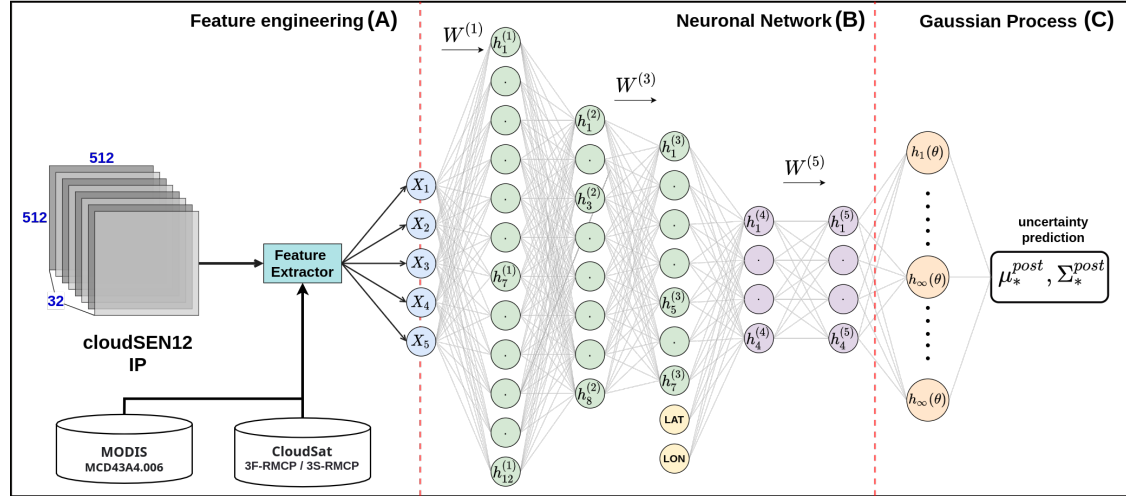 Feature engineering (A)
Neuronal Network (B)
Gaussian Process (C)
512
512
32
cloudSEN12
IP
MODIS
MCD43A4.006
CloudSat
3F-RMCP / 3S-RMCP
Feature
Extractor
X_1
X_2
X_3
X_4
X_5
W^{(1)}
h_1^{(1)}
h_7^{(1)}
h_{12}^{(1)}
h_1^{(2)}
h_3^{(2)}
h_8^{(2)}
W^{(3)}
h_1^{(3)}
h_5^{(3)}
h_7^{(3)}
LAT
LON
h_1^{(4)}
h_4^{(4)}
W^{(5)}
h_1^{(5)}
h_4^{(5)}
h_1(θ)
h_∞(θ)
h_∞(θ)
uncertainty
prediction
μ_*^{post}, Σ_*^{post}